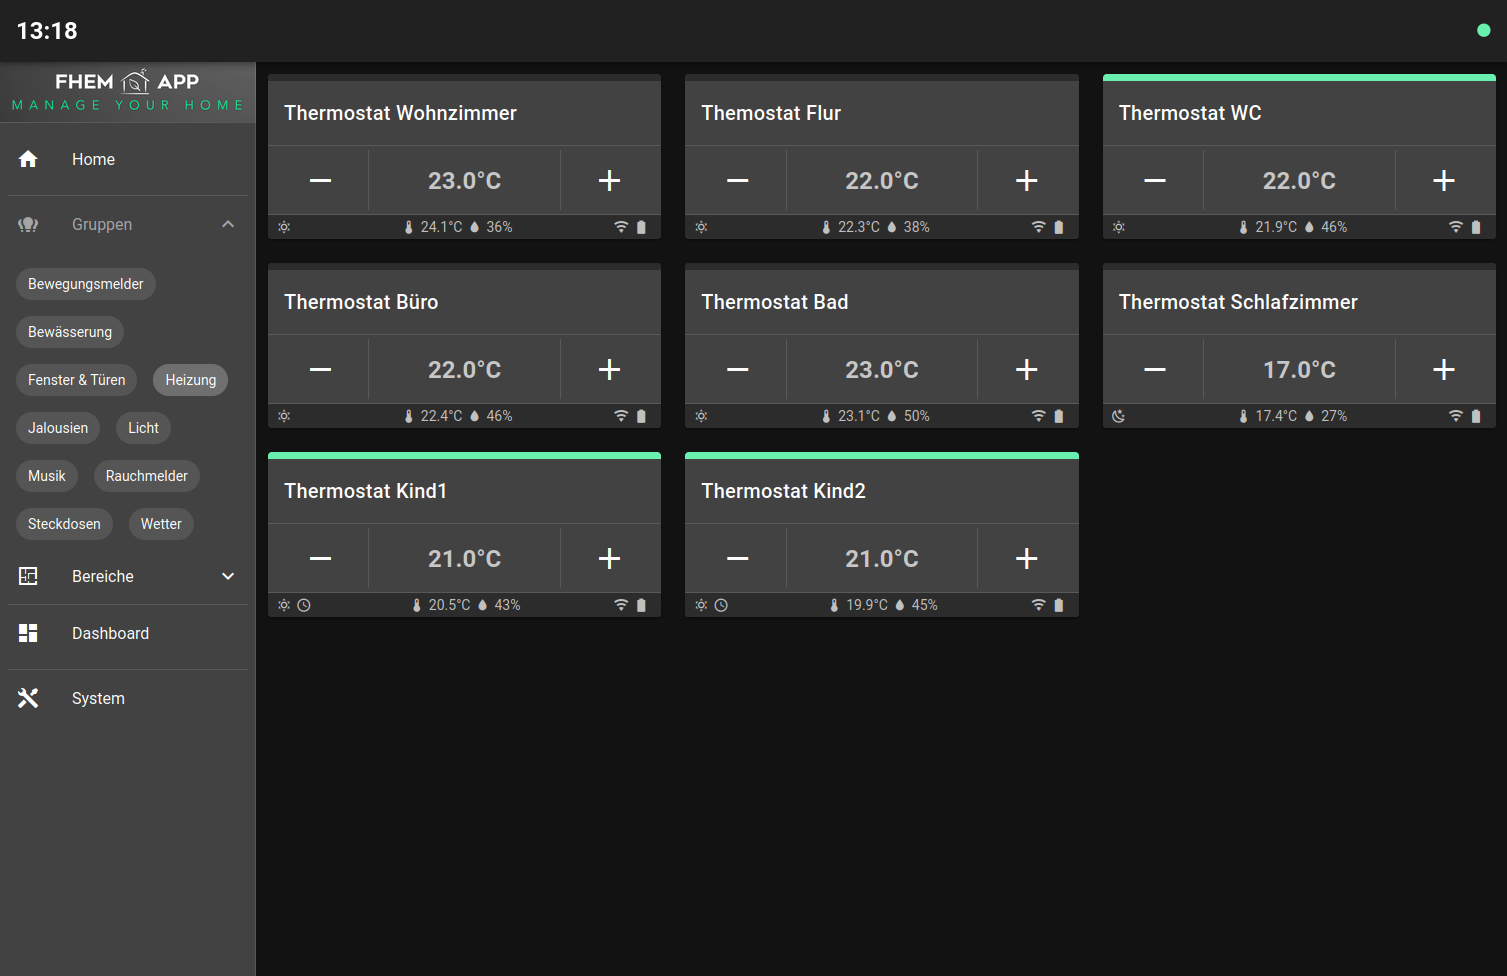 13:18
FHEM APP
MANAGE YOUR HOME
Home
Gruppen
Bewegungsmelder
Bewässerung
Fenster & Türen Heizung
Jalousien Licht
Musik Rauchmelder
Steckdosen Wetter
Bereiche
Dashboard
System
Thermostat Wohnzimmer
23.0°C
24.1°C 36%
Themostat Flur
22.0°C
22.3°C 38%
Thermostat WC
22.0°C
21.9°C 46%
Thermostat Büro
22.0°C
22.4°C 46%
Thermostat Bad
23.0°C
23.1°C 50%
Thermostat Schlafzimmer
17.0°C
17.4°C 27%
Thermostat Kind1
21.0°C
20.5°C 43%
Thermostat Kind2
21.0°C
19.9°C 45%